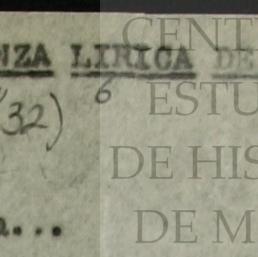 NZA LIRICA DE
6
32)
...
CENT
ESTU
DE HIS
DE M